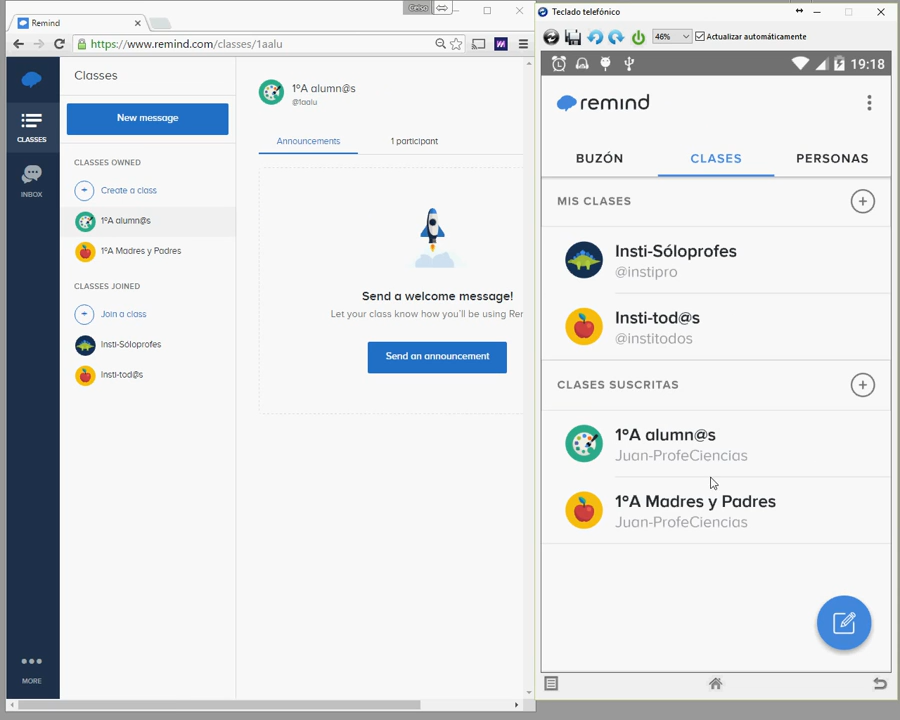 Remind
Celso
https://www.remind.com/classes/1aalu
CLASSES
INBOX
MORE
Classes
New message
CLASSES OWNED
Create a class
1ºA alumn@s
1ºA Madres y Padres
CLASSES JOINED
Join a class
Insti-Sóloprofes
Insti-tod@s
1ºA alumn@s
@1aalu
Announcements
1 participant
Send a welcome message!
Let your class know how you'll be using Rem
Send an announcement
Teclado telefónico
46%
Actualizar automáticamente
19:18
remind
BUZÓN
CLASES
PERSONAS
MIS CLASES
Insti-Sóloprofes
@instipro
Insti-tod@s
@institodos
CLASES SUSCRITAS
1ºA alumn@s
Juan-ProfeCiencias
1ºA Madres y Padres
Juan-ProfeCiencias